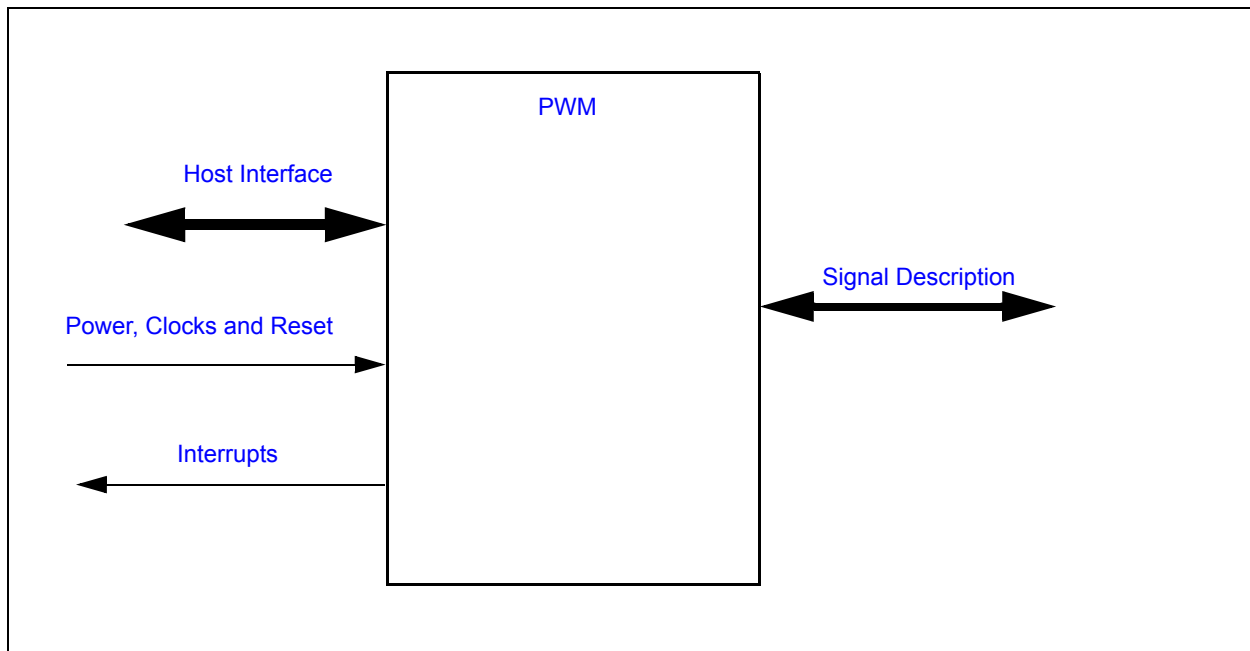 PWM
Host Interface
Signal Description
Power, Clocks and Reset
Interrupts